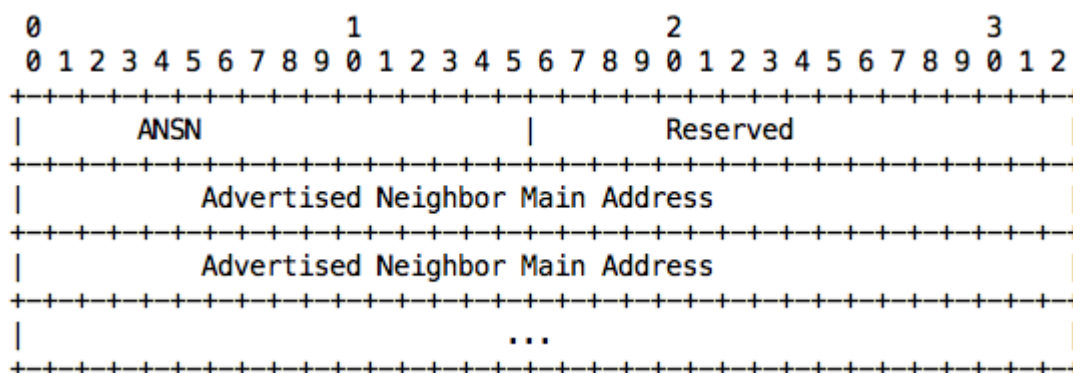 0                   1                   2                   3
0 1 2 3 4 5 6 7 8 9 0 1 2 3 4 5 6 7 8 9 0 1 2 3 4 5 6 7 8 9 0 1 2
+-+-+-+-+-+-+-+-+-+-+-+-+-+-+-+-+-+-+-+-+-+-+-+-+-+-+-+-+-+-+-+-+-+
| ANSN | Reserved |
+-+-+-+-+-+-+-+-+-+-+-+-+-+-+-+-+-+-+-+-+-+-+-+-+-+-+-+-+-+-+-+-+-+
| Advertised Neighbor Main Address |
+-+-+-+-+-+-+-+-+-+-+-+-+-+-+-+-+-+-+-+-+-+-+-+-+-+-+-+-+-+-+-+-+-+
| Advertised Neighbor Main Address |
+-+-+-+-+-+-+-+-+-+-+-+-+-+-+-+-+-+-+-+-+-+-+-+-+-+-+-+-+-+-+-+-+-+
| ... |
+-+-+-+-+-+-+-+-+-+-+-+-+-+-+-+-+-+-+-+-+-+-+-+-+-+-+-+-+-+-+-+-+-+